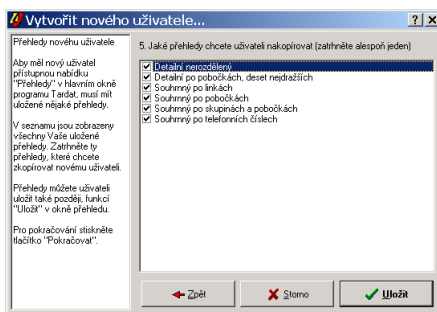 Vytvořit nového uživatele...
Přehledy novéhu uživatele
Aby měl nový uživatel
přístupnou nabídku
"Přehledy" v hlavním okně
programu Tardat, musí mít
uložené nějaké přehledy.
V seznamu jsou zobrazeny
všechny Vaše uložené
přehledy. Zatrhněte ty
přehledy, které chcete
zkopírovat novému uživateli.
Přehledy můžete uživateli
uložit také později, funkcí
"Uložit" v okně přehledu.
Pro pokračování stiskněte
tlačítko "Pokračovat".
5. Jaké přehledy chcete uživateli nakopírovat (zatrhněte alespoň jeden)
Detailní nerozdělený
Detailní po pobočkách, deset nejdražších
Souhrnný po linkách
Souhrnný po pobočkách
Souhrnný po skupinách a pobočkách
Souhrnný po telefonních číslech
Zpět
Storno
Uložit